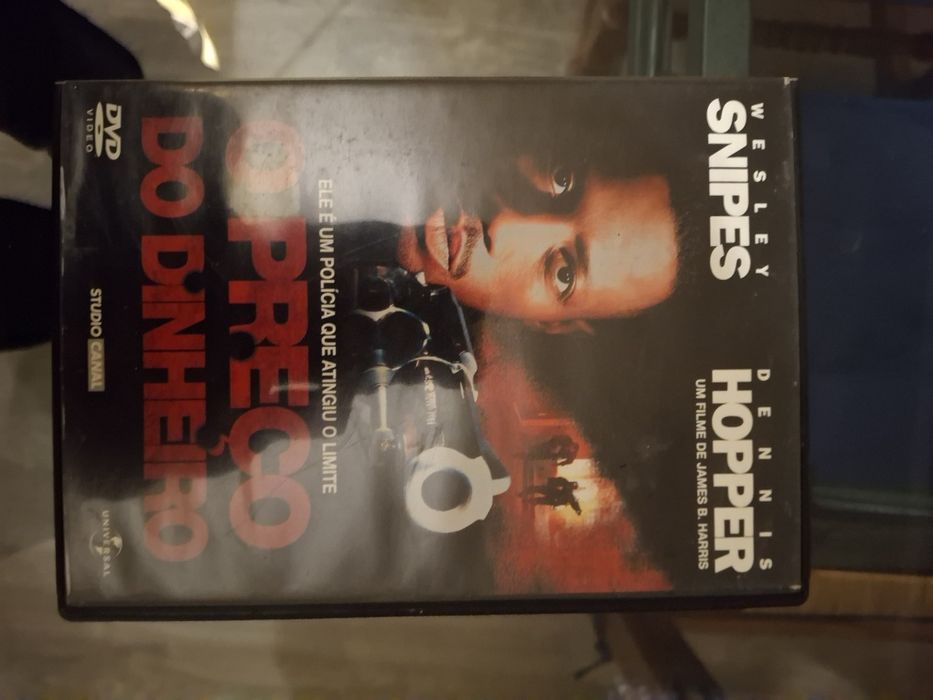 WESLEY
SNIPES
DENNIS
HOPPER
UM FILME DE JAMES B. HARRIS
ELE É UM POLÍCIA QUE ATINGIU O LIMITE
O PREÇO
DO DINHEIRO
DVD
VIDEO
STUDIO CANAL
UNIVERSAL